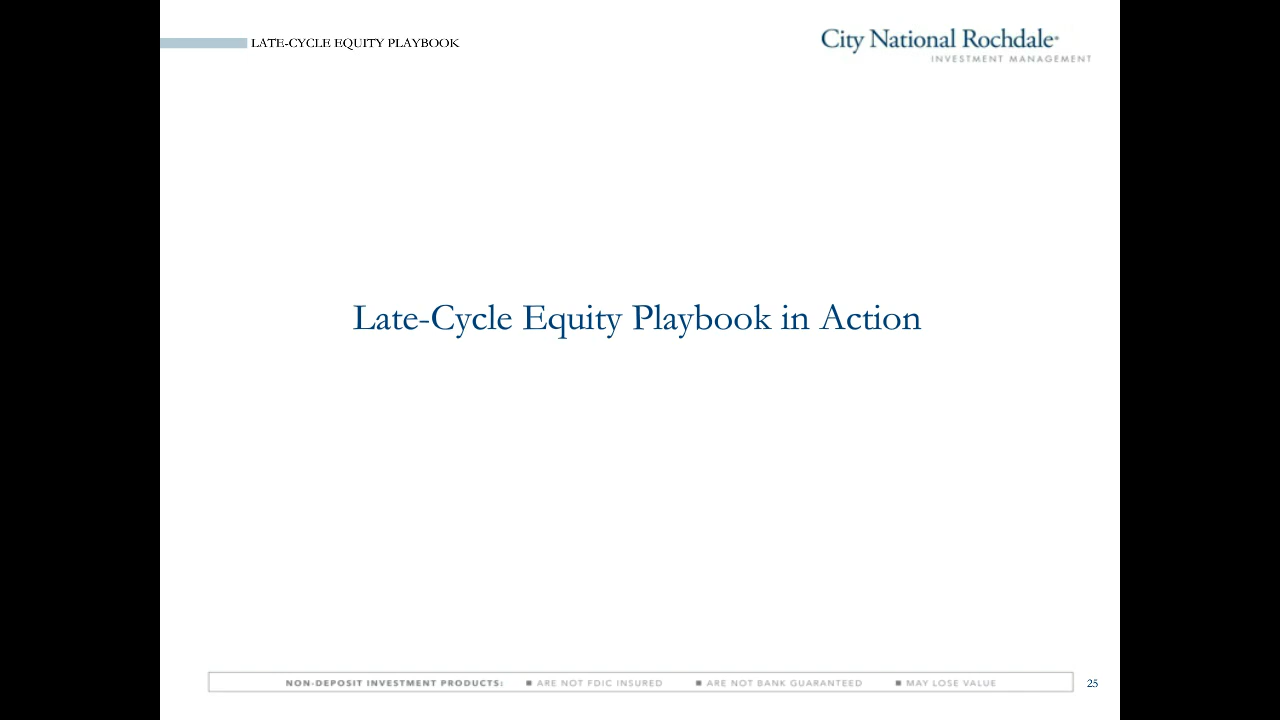 LATE-CYCLE EQUITY PLAYBOOK
City National Rochdale
INVESTMENT MANAGEMENT
Late-Cycle Equity Playbook in Action
NON-DEPOSIT INVESTMENT PRODUCTS: ■ ARE NOT FDIC INSURED ■ ARE NOT BANK GUARANTEED ■ MAY LOSE VALUE
25